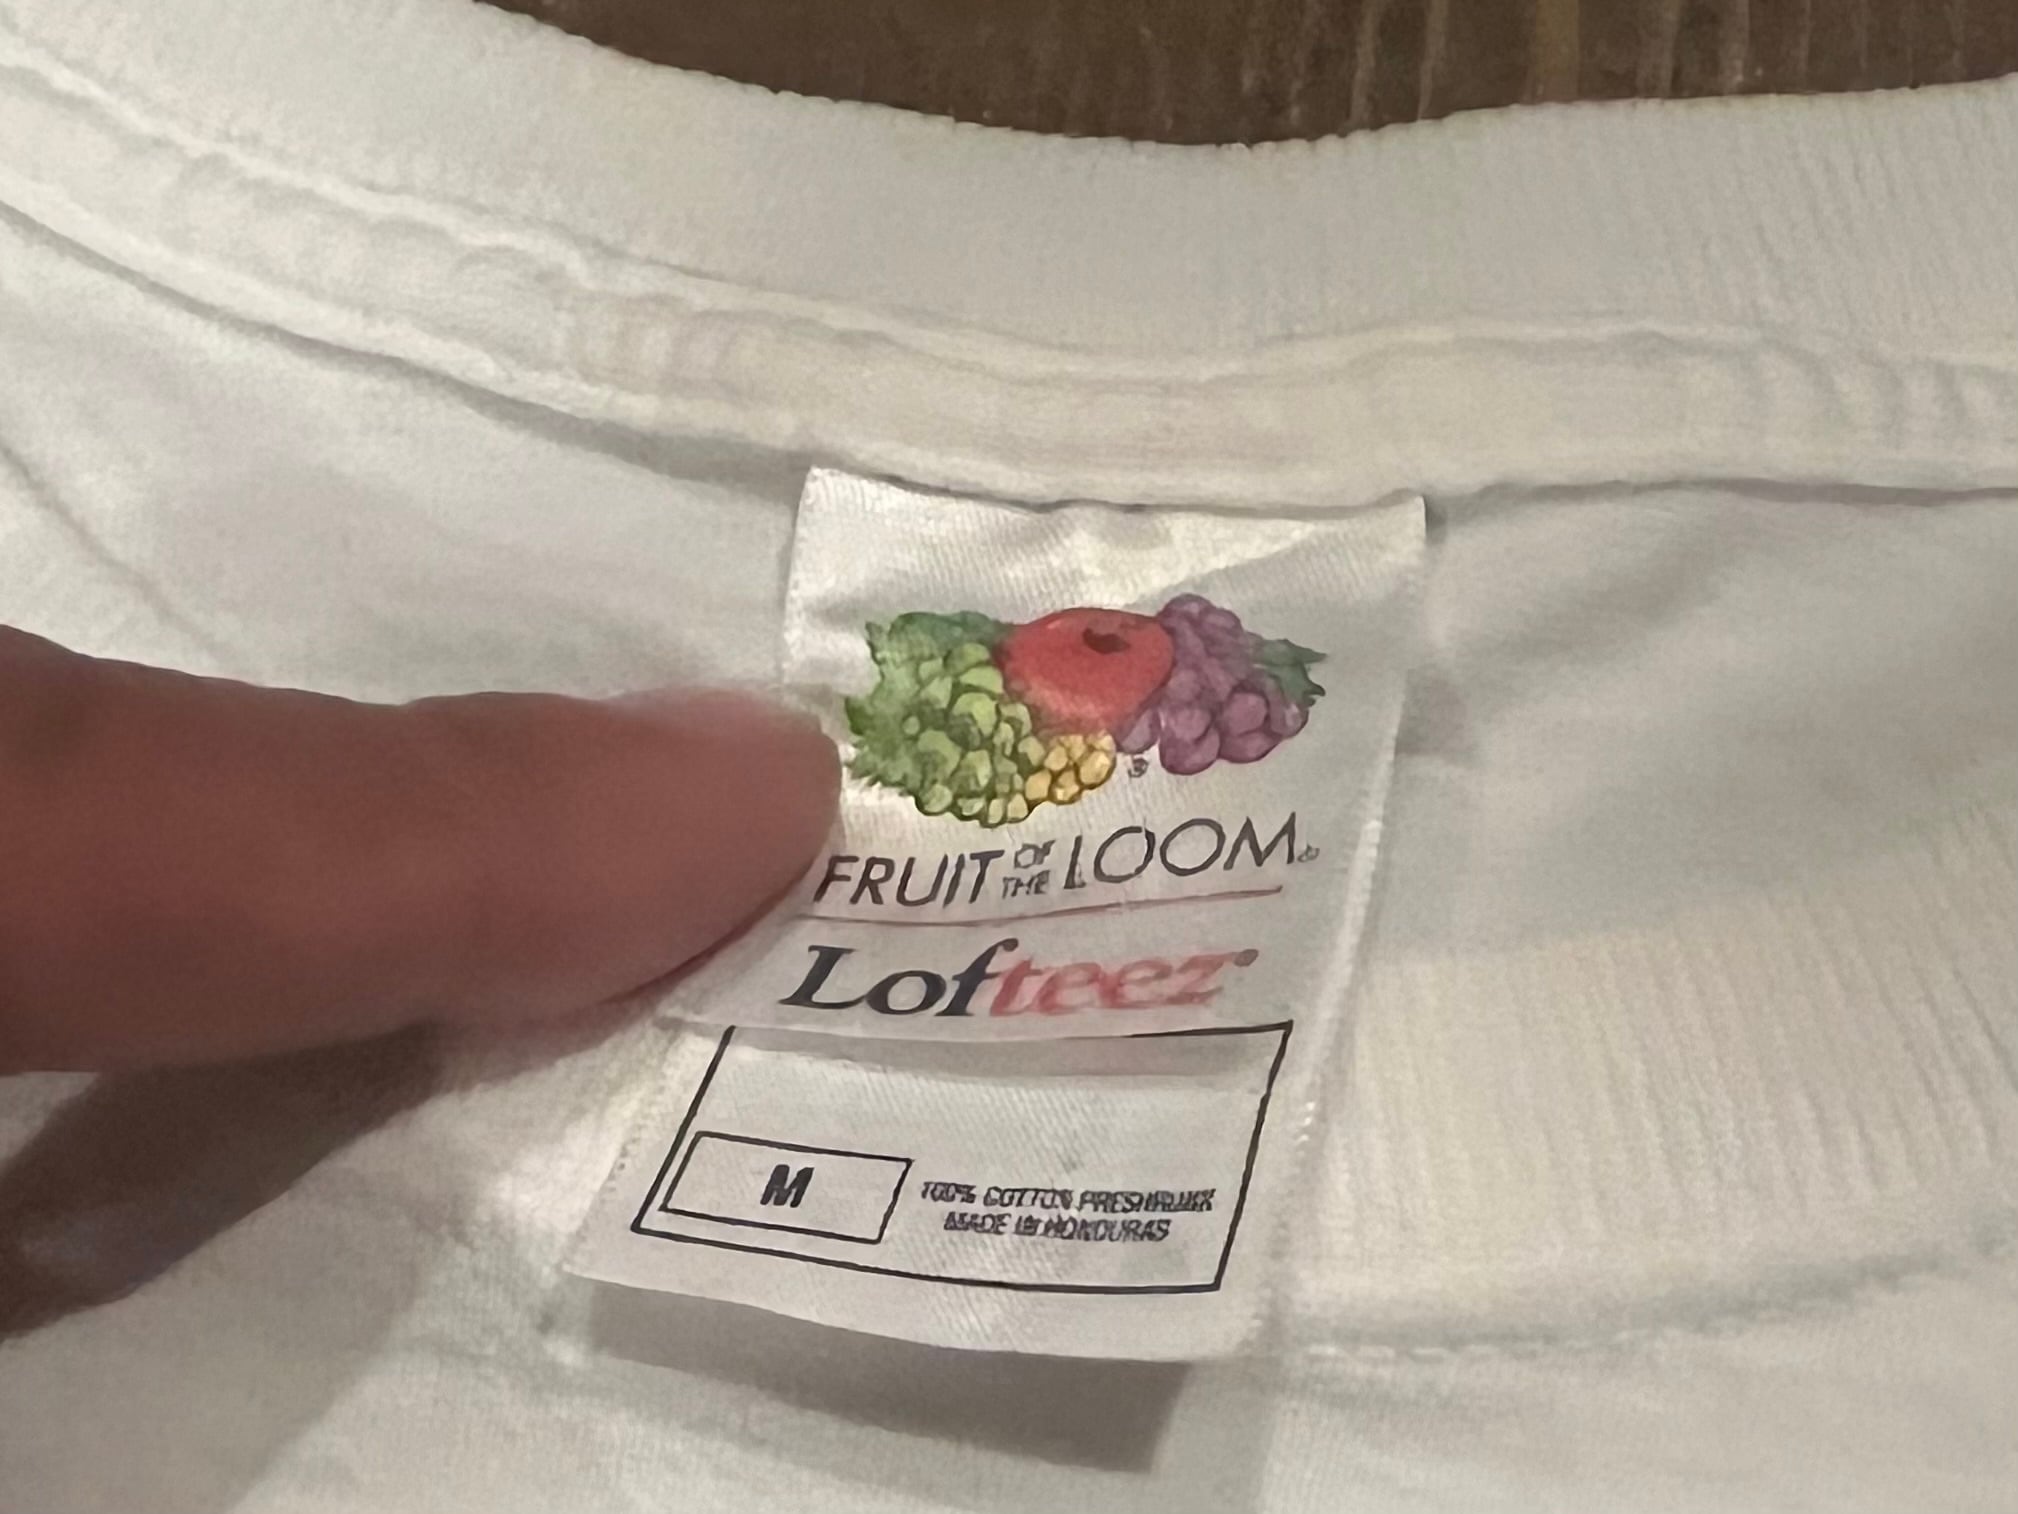 FRUIT OF THE LOOM®
Lofteez®
M
100% COTTON PRESHRUNK
MADE IN HONDURAS